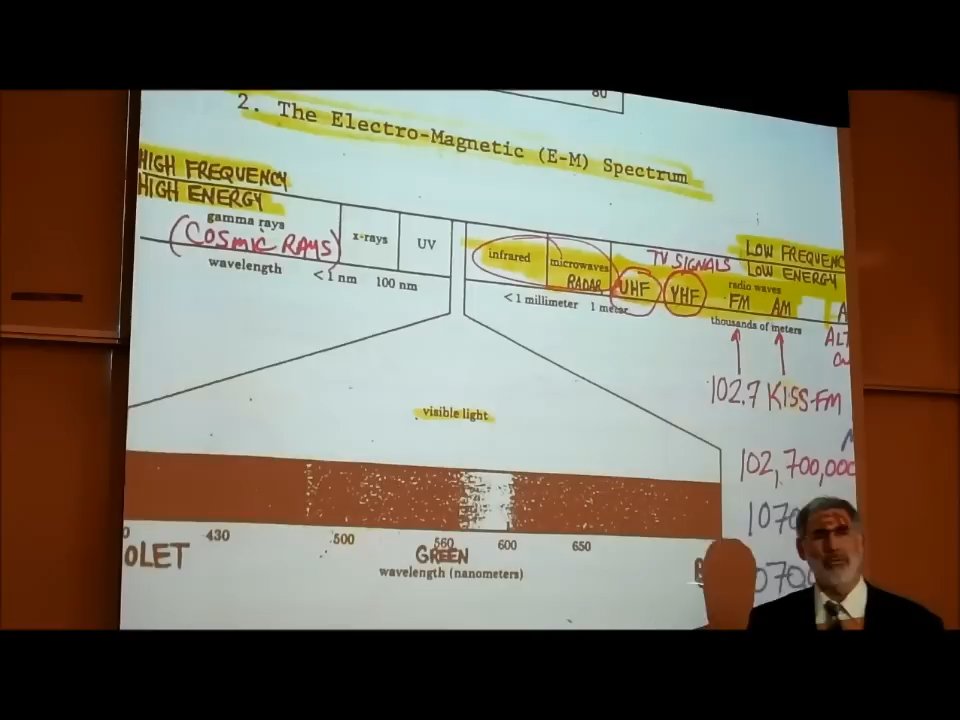 80
2. The Electro-Magnetic (E-M) Spectrum
HIGH FREQUENCY
HIGH ENERGY
gamma rays
(COSMIC RAYS)
x-rays
UV
infrared
microwaves
RADAR
TV SIGNALS
UHF
VHF
LOW FREQUENC
LOW ENERGY
radio waves
FM AM
A
wavelength
<1 nm
100 nm
<1 millimeter
1 meter
thousands of meters
ALT
102.7 KISS-FM
visible light
102,700,000
430
500
560
600
650
1070
OLET
GREEN
wavelength (nanometers)
070